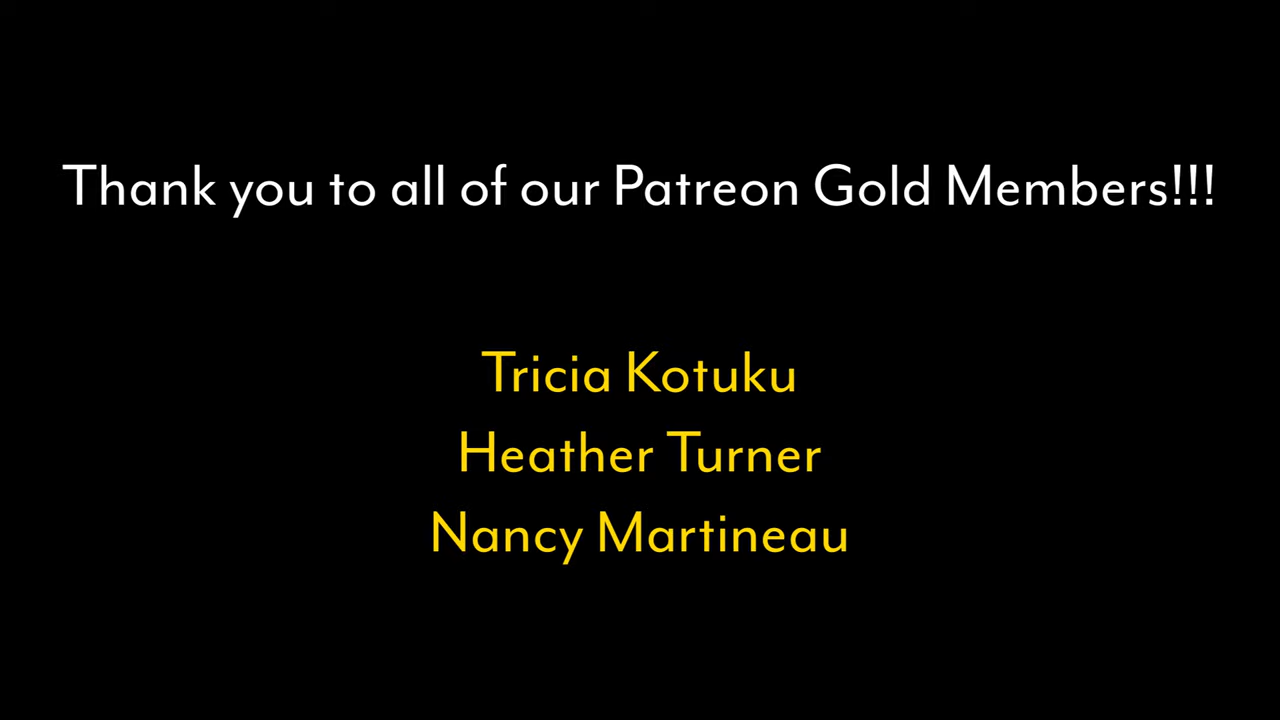 Thank you to all of our Patreon Gold Members!!!
Tricia Kotuku
Heather Turner
Nancy Martineau